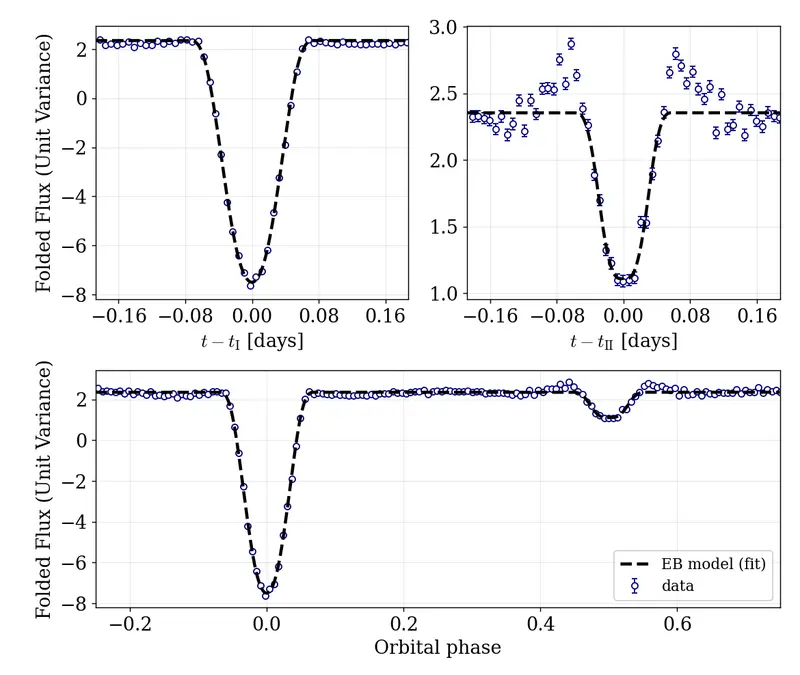 Folded Flux (Unit Variance)
2
0
−2
−4
−6
−8
−0.16 −0.08 0.00 0.08 0.16
t − tI [days]
3.0
2.5
2.0
1.5
1.0
−0.16 −0.08 0.00 0.08 0.16
t − tII [days]
Folded Flux (Unit Variance)
2
0
−2
−4
−6
−8
−0.2 0.0 0.2 0.4 0.6
Orbital phase
EB model (fit)
data